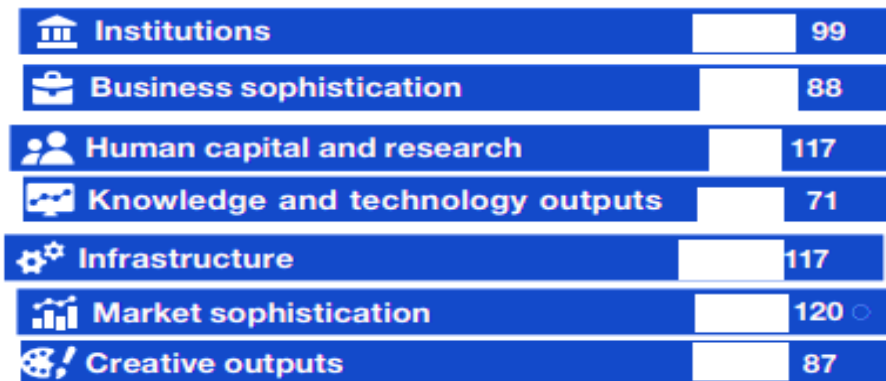 Institutions 99
Business sophistication 88
Human capital and research 117
Knowledge and technology outputs 71
Infrastructure 117
Market sophistication 120
Creative outputs 87